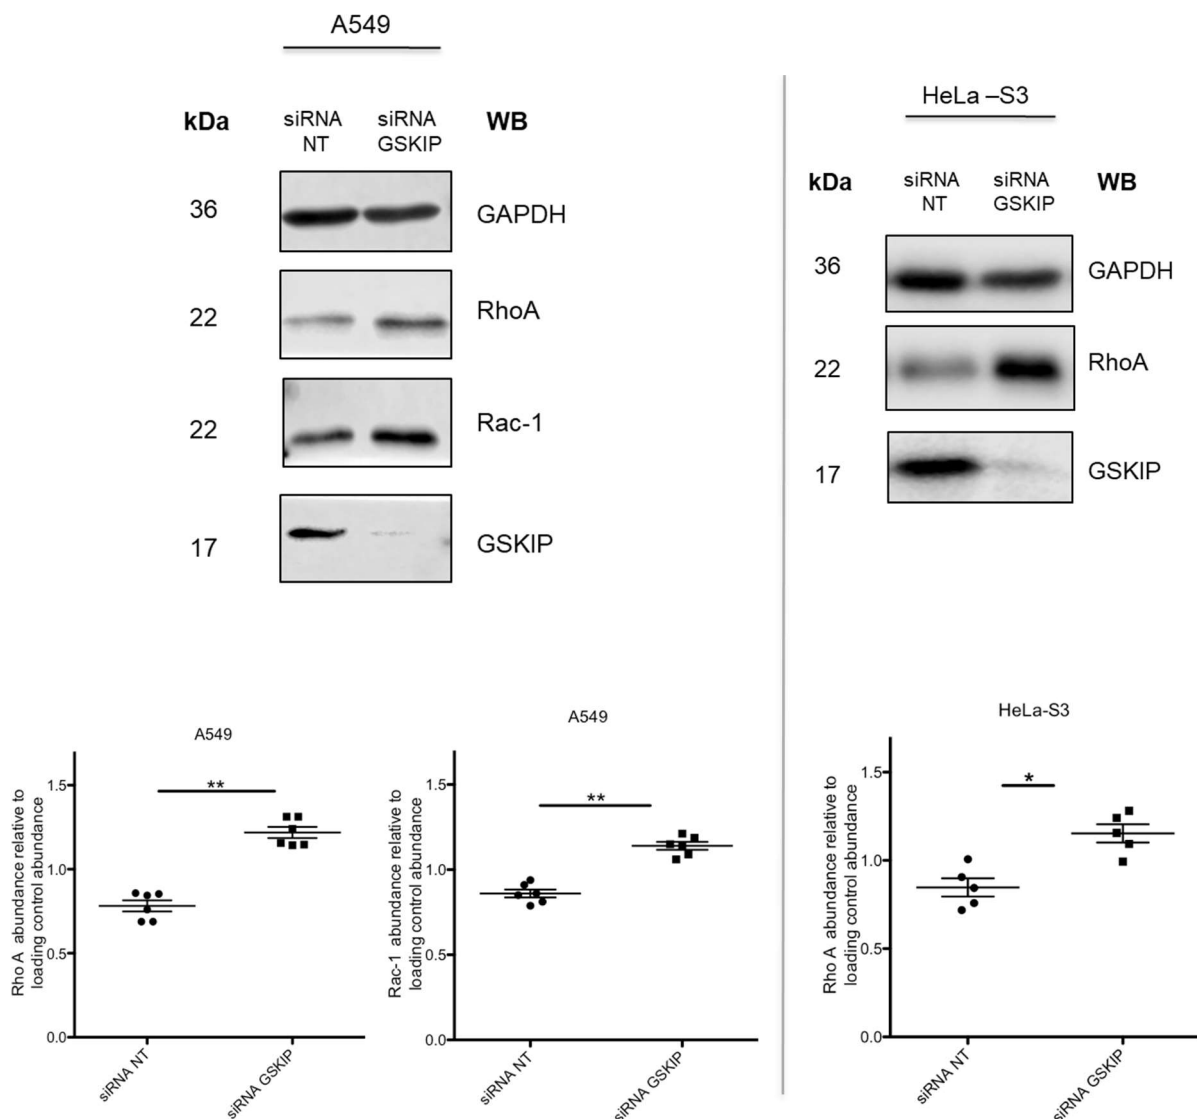 A549
kDa
siRNA
NT
siRNA
GSKIP
WB
36
GAPDH
22
RhoA
22
Rac-1
17
GSKIP
HeLa –S3
kDa
siRNA
NT
siRNA
GSKIP
WB
36
GAPDH
22
RhoA
17
GSKIP
A549
Rho A abundance relative to
loading control abundance
1.5
1.0
0.5
0.0
**
siRNA NT
siRNA GSKIP
A549
Rac-1 abundance relative to
loading control abundance
1.5
1.0
0.5
0.0
**
siRNA NT
siRNA GSKIP
HeLa-S3
Rho A abundance relative to
loading control abundance
1.5
1.0
0.5
0.0
*
siRNA NT
siRNA GSKIP